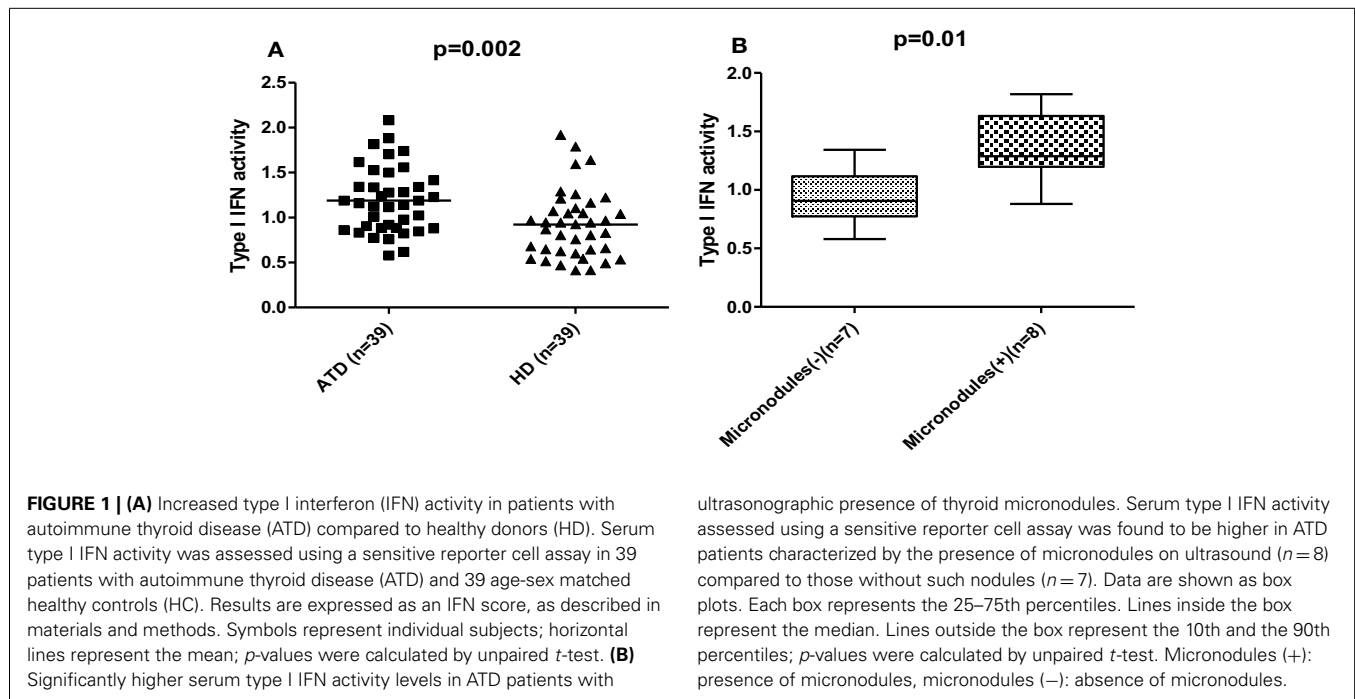 A
p=0.002
Type I IFN activity
2.5
2.0
1.5
1.0
0.5
0.0
ATD (n=39)
HD (n=39)
B
p=0.01
Type I IFN activity
2.0
1.5
1.0
0.5
0.0
Micronodules(-)(n=7)
Micronodules(+)(n=8)
FIGURE 1 | (A) Increased type I interferon (IFN) activity in patients with
autoimmune thyroid disease (ATD) compared to healthy donors (HD). Serum
type I IFN activity was assessed using a sensitive reporter cell assay in 39
patients with autoimmune thyroid disease (ATD) and 39 age-sex matched
healthy controls (HC). Results are expressed as an IFN score, as described in
materials and methods. Symbols represent individual subjects; horizontal
lines represent the mean; p-values were calculated by unpaired t-test. (B)
Significantly higher serum type I IFN activity levels in ATD patients with
ultrasonographic presence of thyroid micronodules. Serum type I IFN activity
assessed using a sensitive reporter cell assay was found to be higher in ATD
patients characterized by the presence of micronodules on ultrasound (n = 8)
compared to those without such nodules (n = 7). Data are shown as box
plots. Each box represents the 25–75th percentiles. Lines inside the box
represent the median. Lines outside the box represent the 10th and the 90th
percentiles; p-values were calculated by unpaired t-test. Micronodules (+):
presence of micronodules, micronodules (−): absence of micronodules.